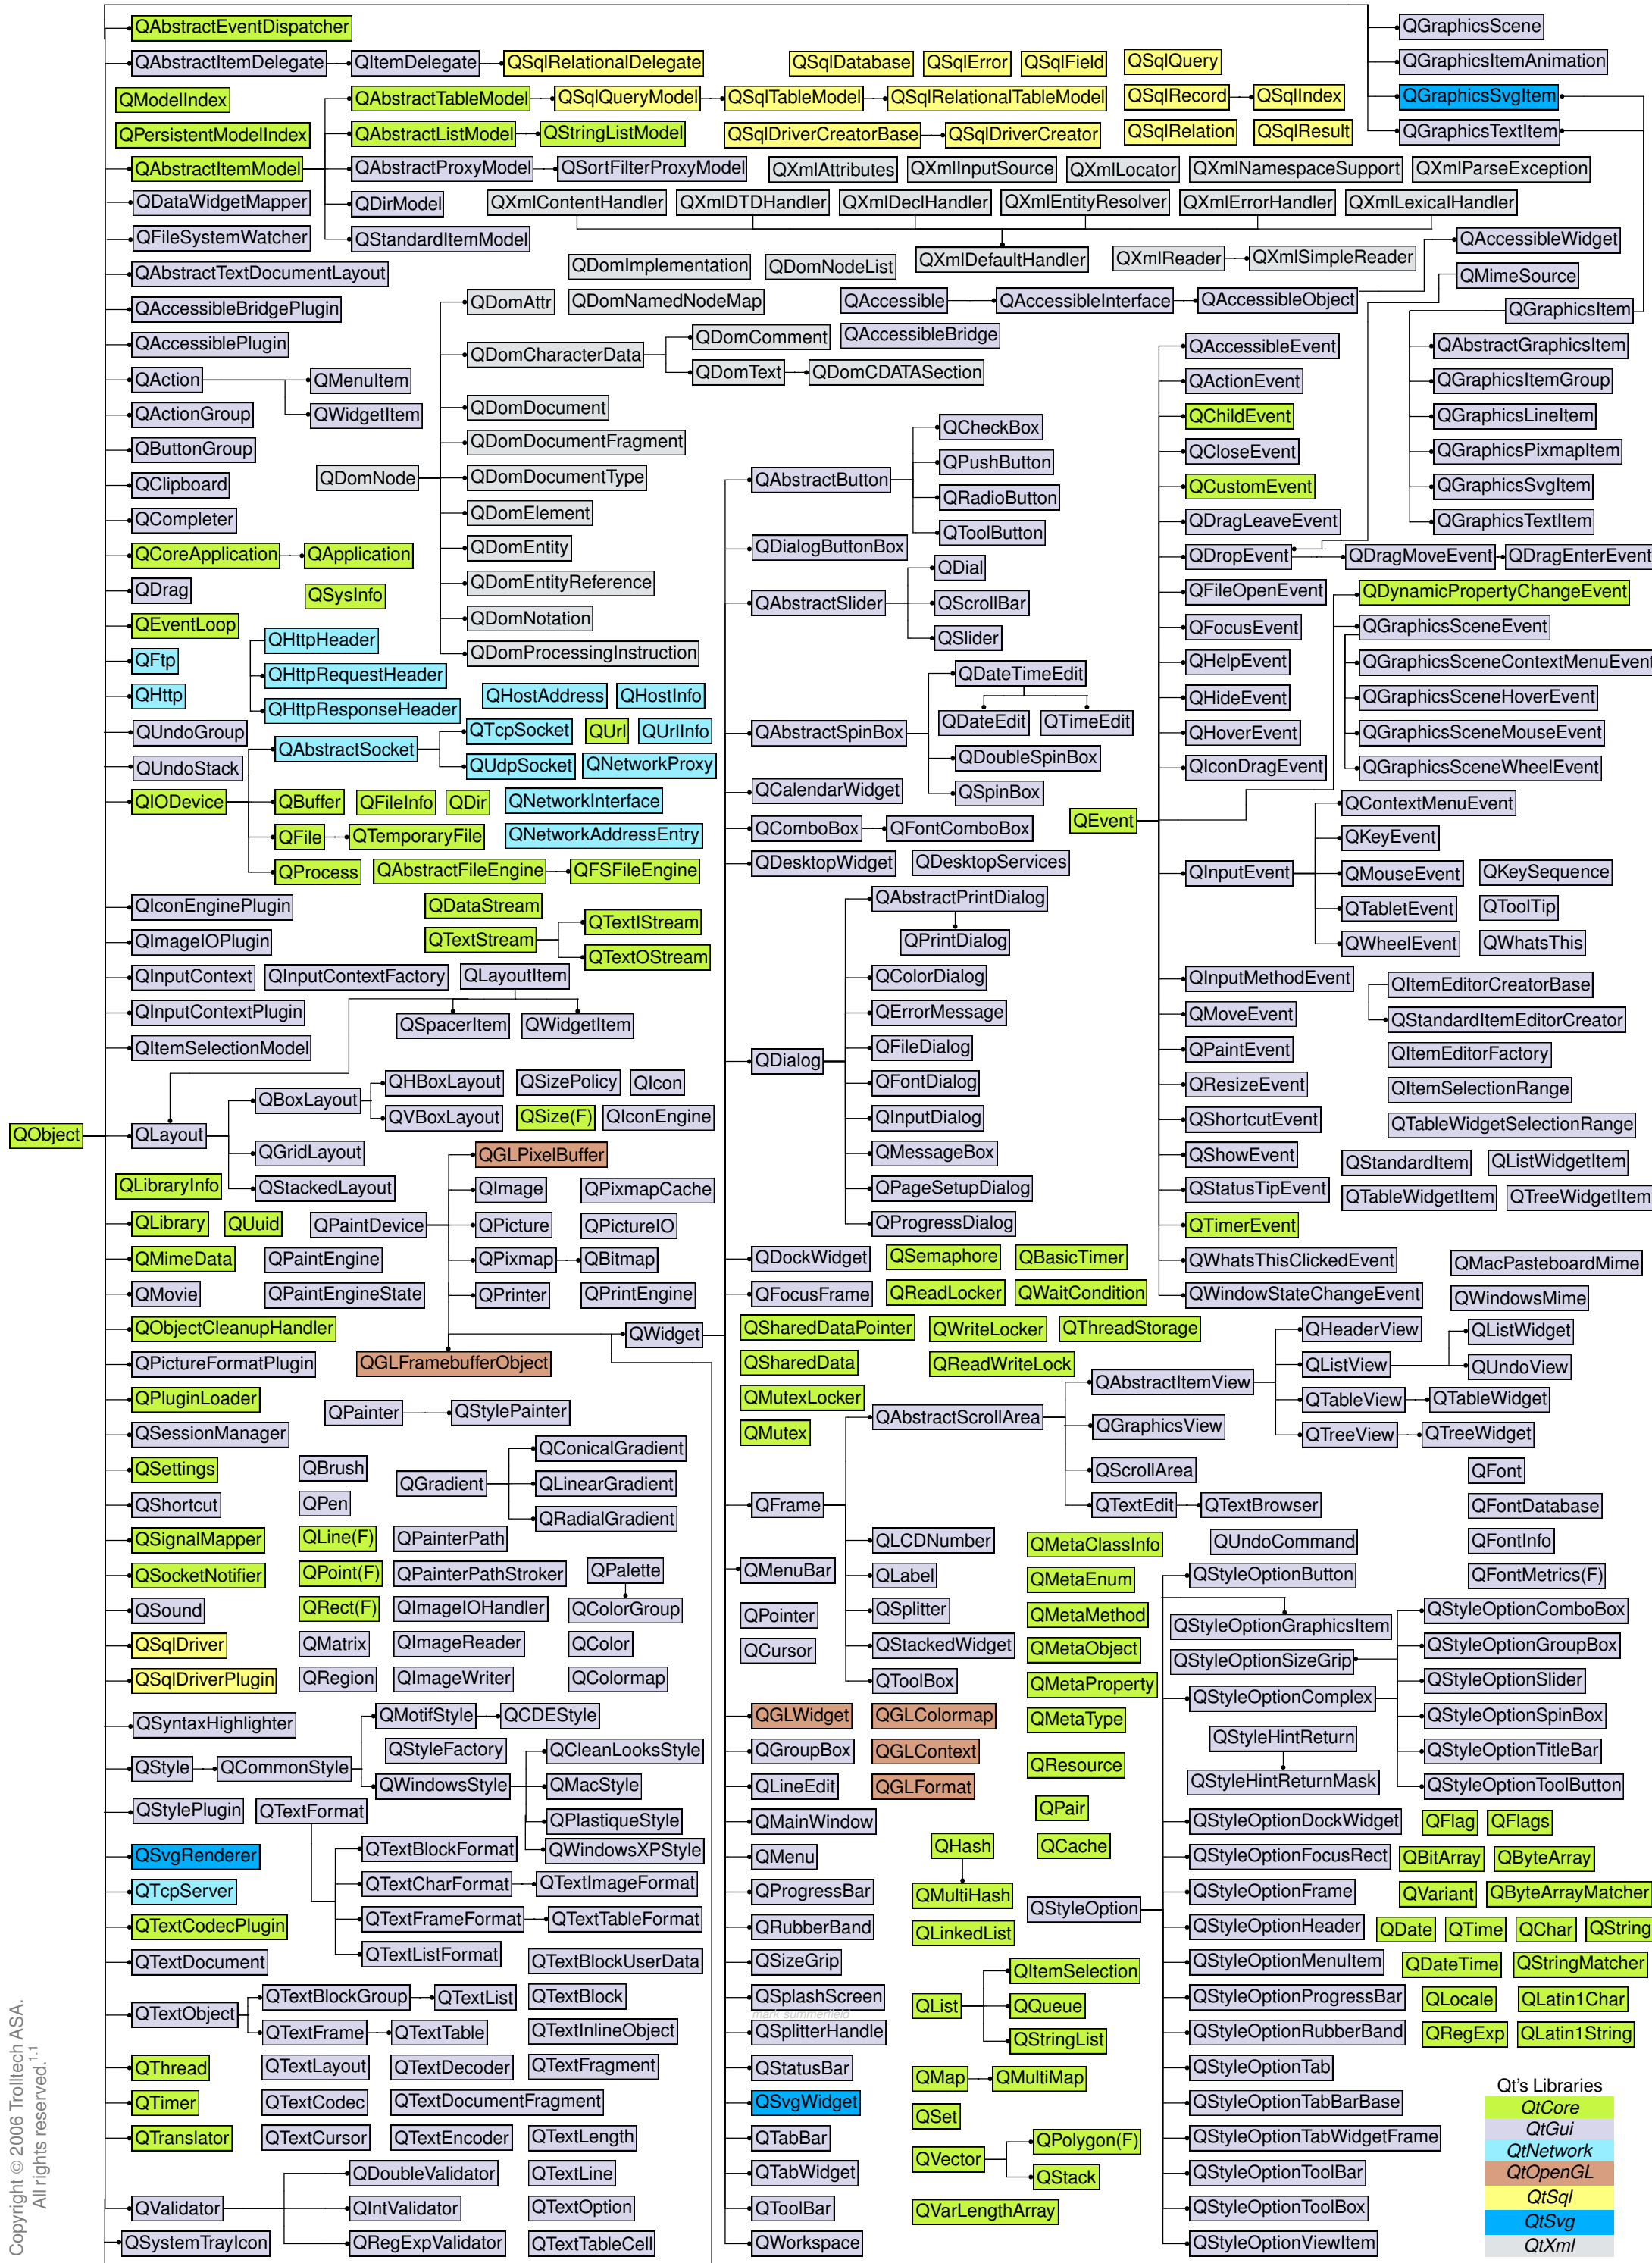 QAbstractEventDispatcher
QGraphicsScene
QAbstractItemDelegate QItemDelegate QSqlRelationalDelegate QSqlDatabase QSqlError QSqlField QSqlQuery QGraphicsItemAnimation
QModelIndex QAbstractTableModel QSqlQueryModel QSqlTableModel QSqlRelationalTableModel QSqlRecord QSqlIndex QGraphicsSvgItem
QPersistentModelIndex QAbstractListModel QStringListModel QSqlDriverCreatorBase QSqlDriverCreator QSqlRelation QSqlResult QGraphicsTextItem
QAbstractItemModel QAbstractProxyModel QSortFilterProxyModel QXmlAttributes QXmlInputSource QXmlLocator QXmlNamespaceSupport QXmlParseException
QDataWidgetMapper QDirModel QXmlContentHandler QXmlDTDHandler QXmlDeclHandler QXmlEntityResolver QXmlErrorHandler QXmlLexicalHandler
QFileSystemWatcher QStandardItemModel QAccessibleWidget
QAbstractTextDocumentLayout QDomImplementation QDomNodeList QXmlDefaultHandler QXmlReader QXmlSimpleReader QMimeSource
QAccessibleBridgePlugin QDomAttr QDomNamedNodeMap QAccessible QAccessibleInterface QAccessibleObject QGraphicsItem
QAccessiblePlugin QDomCharacterData QDomComment QAccessibleBridge QAccessibleEvent QAbstractGraphicsItem
QAction QMenuItem QDomText QDomCDATASection QActionEvent QGraphicsItemGroup
QActionGroup QWidgetItem QDomDocument QCheckBox QChildEvent QGraphicsLineItem
QButtonGroup QDomDocumentFragment QPushButton QCloseEvent QGraphicsPixmapItem
QClipboard QDomNode QDomDocumentType QAbstractButton QRadioButton QCustomEvent QGraphicsSvgItem
QCompleter QDomElement QToolButton QDragLeaveEvent QGraphicsTextItem
QCoreApplication QApplication QDomEntity QDialogButtonBox QDial QDropEvent QDragMoveEvent QDragEnterEvent
QDrag QSysInfo QDomEntityReference QAbstractSlider QScrollBar QFileOpenEvent QDynamicPropertyChangeEvent
QEventLoop QHttpHeader QDomNotation QSlider QFocusEvent QGraphicsSceneEvent
QFtp QHttpRequestHeader QDomProcessingInstruction QDateTimeEdit QHelpEvent QGraphicsSceneContextMenuEvent
QHttp QHttpResponseHeader QHostAddress QHostInfo QDateEdit QTimeEdit QHideEvent QGraphicsSceneHoverEvent
QUndoGroup QAbstractSocket QTcpSocket QUrl QUrlInfo QAbstractSpinBox QHoverEvent QGraphicsSceneMouseEvent
QUndoStack QUdpSocket QNetworkProxy QDoubleSpinBox QIconDragEvent QGraphicsSceneWheelEvent
QIODevice QBuffer QFileInfo QDir QNetworkInterface QCalendarWidget QSpinBox QContextMenuEvent
QFile QTemporaryFile QNetworkAddressEntry QComboBox QFontComboBox QEvent QKeyEvent
QProcess QAbstractFileEngine QFSFileEngine QDesktopWidget QDesktopServices QInputEvent QMouseEvent QKeySequence
QIconEnginePlugin QDataStream QTextIStream QAbstractPrintDialog QTabletEvent QToolTip
QImageIOPlugin QTextStream QTextOStream QPrintDialog QWheelEvent QWhatsThis
QInputContext QInputContextFactory QLayoutItem QColorDialog QInputMethodEvent QItemEditorCreatorBase
QInputContextPlugin QSpacerItem QWidgetItem QErrorMessage QMoveEvent QStandardItemEditorCreator
QItemSelectionModel QDialog QFileDialog QPaintEvent QItemEditorFactory
QBoxLayout QHBoxLayout QSizePolicy QIcon QFontDialog QResizeEvent QItemSelectionRange
QObject QLayout QVBoxLayout QSize(F) QIconEngine QInputDialog QShortcutEvent QTableWidgetSelectionRange
QGridLayout QGLPixelBuffer QMessageBox QShowEvent QStandardItem QListWidgetItem
QLibraryInfo QStackedLayout QImage QPixmapCache QPageSetupDialog QStatusTipEvent QTableWidgetItem QTreeWidgetItem
QLibrary QUuid QPaintDevice QPicture QPictureIO QProgressDialog QTimerEvent
QMimeData QPaintEngine QPixmap QBitmap QDockWidget QSemaphore QBasicTimer QWhatsThisClickedEvent QMacPasteboardMime
QMovie QPaintEngineState QPrinter QPrintEngine QFocusFrame QReadLocker QWaitCondition QWindowStateChangeEvent QWindowsMime
QObjectCleanupHandler QWidget QSharedDataPointer QWriteLocker QThreadStorage QHeaderView QListWidget
QPictureFormatPlugin QGLFramebufferObject QSharedData QReadWriteLock QListView QUndoView
QPluginLoader QPainter QStylePainter QMutexLocker QAbstractScrollArea QAbstractItemView QTableView QTableWidget
QSessionManager QConicalGradient QMutex QGraphicsView QTreeView QTreeWidget
QSettings QBrush QGradient QLinearGradient QScrollArea QFont
QShortcut QPen QRadialGradient QFrame QTextEdit QTextBrowser QFontDatabase
QSignalMapper QLine(F) QPainterPath QLCDNumber QMetaClassInfo QUndoCommand QFontInfo
QSocketNotifier QPoint(F) QPainterPathStroker QPalette QMenuBar QLabel QMetaEnum QStyleOptionButton QFontMetrics(F)
QSound QRect(F) QImageIOHandler QColorGroup QPointer QSplitter QMetaMethod QStyleOptionGraphicsItem QStyleOptionComboBox
QSqlDriver QMatrix QImageReader QColor QCursor QStackedWidget QMetaObject QStyleOptionSizeGrip QStyleOptionGroupBox
QSqlDriverPlugin QRegion QImageWriter QColormap QToolBox QMetaProperty QStyleOptionComplex QStyleOptionSlider
QSyntaxHighlighter QMotifStyle QCDEStyle QGLWidget QGLColormap QMetaType QStyleHintReturn QStyleOptionSpinBox
QStyle QCommonStyle QStyleFactory QCleanLooksStyle QGroupBox QGLContext QResource QStyleOptionTitleBar
QWindowsStyle QMacStyle QLineEdit QGLFormat QStyleHintReturnMask QStyleOptionToolButton
QStylePlugin QTextFormat QPlastiqueStyle QMainWindow QPair QStyleOptionDockWidget QFlag QFlags
QSvgRenderer QTextBlockFormat QWindowsXPStyle QMenu QHash QCache QStyleOptionFocusRect QBitArray QByteArray
QTcpServer QTextCharFormat QTextImageFormat QProgressBar QMultiHash QStyleOption QStyleOptionFrame QVariant QByteArrayMatcher
QTextCodecPlugin QTextFrameFormat QTextTableFormat QRubberBand QLinkedList QStyleOptionHeader QDate QTime QChar QString
QTextDocument QTextListFormat QTextBlockUserData QSizeGrip QItemSelection QStyleOptionMenuItem QDateTime QStringMatcher
QTextObject QTextBlockGroup QTextList QTextBlock QSplashScreen QList QQueue QStyleOptionProgressBar QLocale QLatin1Char
mark summerfield
QTextFrame QTextTable QTextInlineObject QSplitterHandle QStringList QStyleOptionRubberBand QRegExp QLatin1String
QThread QTextLayout QTextDecoder QTextFragment QStatusBar QMap QMultiMap QStyleOptionTab
QTimer QTextCodec QTextDocumentFragment QSvgWidget QSet QStyleOptionTabBarBase
QTranslator QTextCursor QTextEncoder QTextLength QTabBar QVector QPolygon(F) QStyleOptionTabWidgetFrame
QDoubleValidator QTextLine QTabWidget QStack QStyleOptionToolBar
QValidator QIntValidator QTextOption QToolBar QVarLengthArray QStyleOptionToolBox
QSystemTrayIcon QRegExpValidator QTextTableCell QWorkspace QStyleOptionViewItem
Qt's Libraries
QtCore
QtGui
QtNetwork
QtOpenGL
QtSql
QtSvg
QtXml
Copyright © 2006 Trolltech ASA.
All rights reserved.1.1